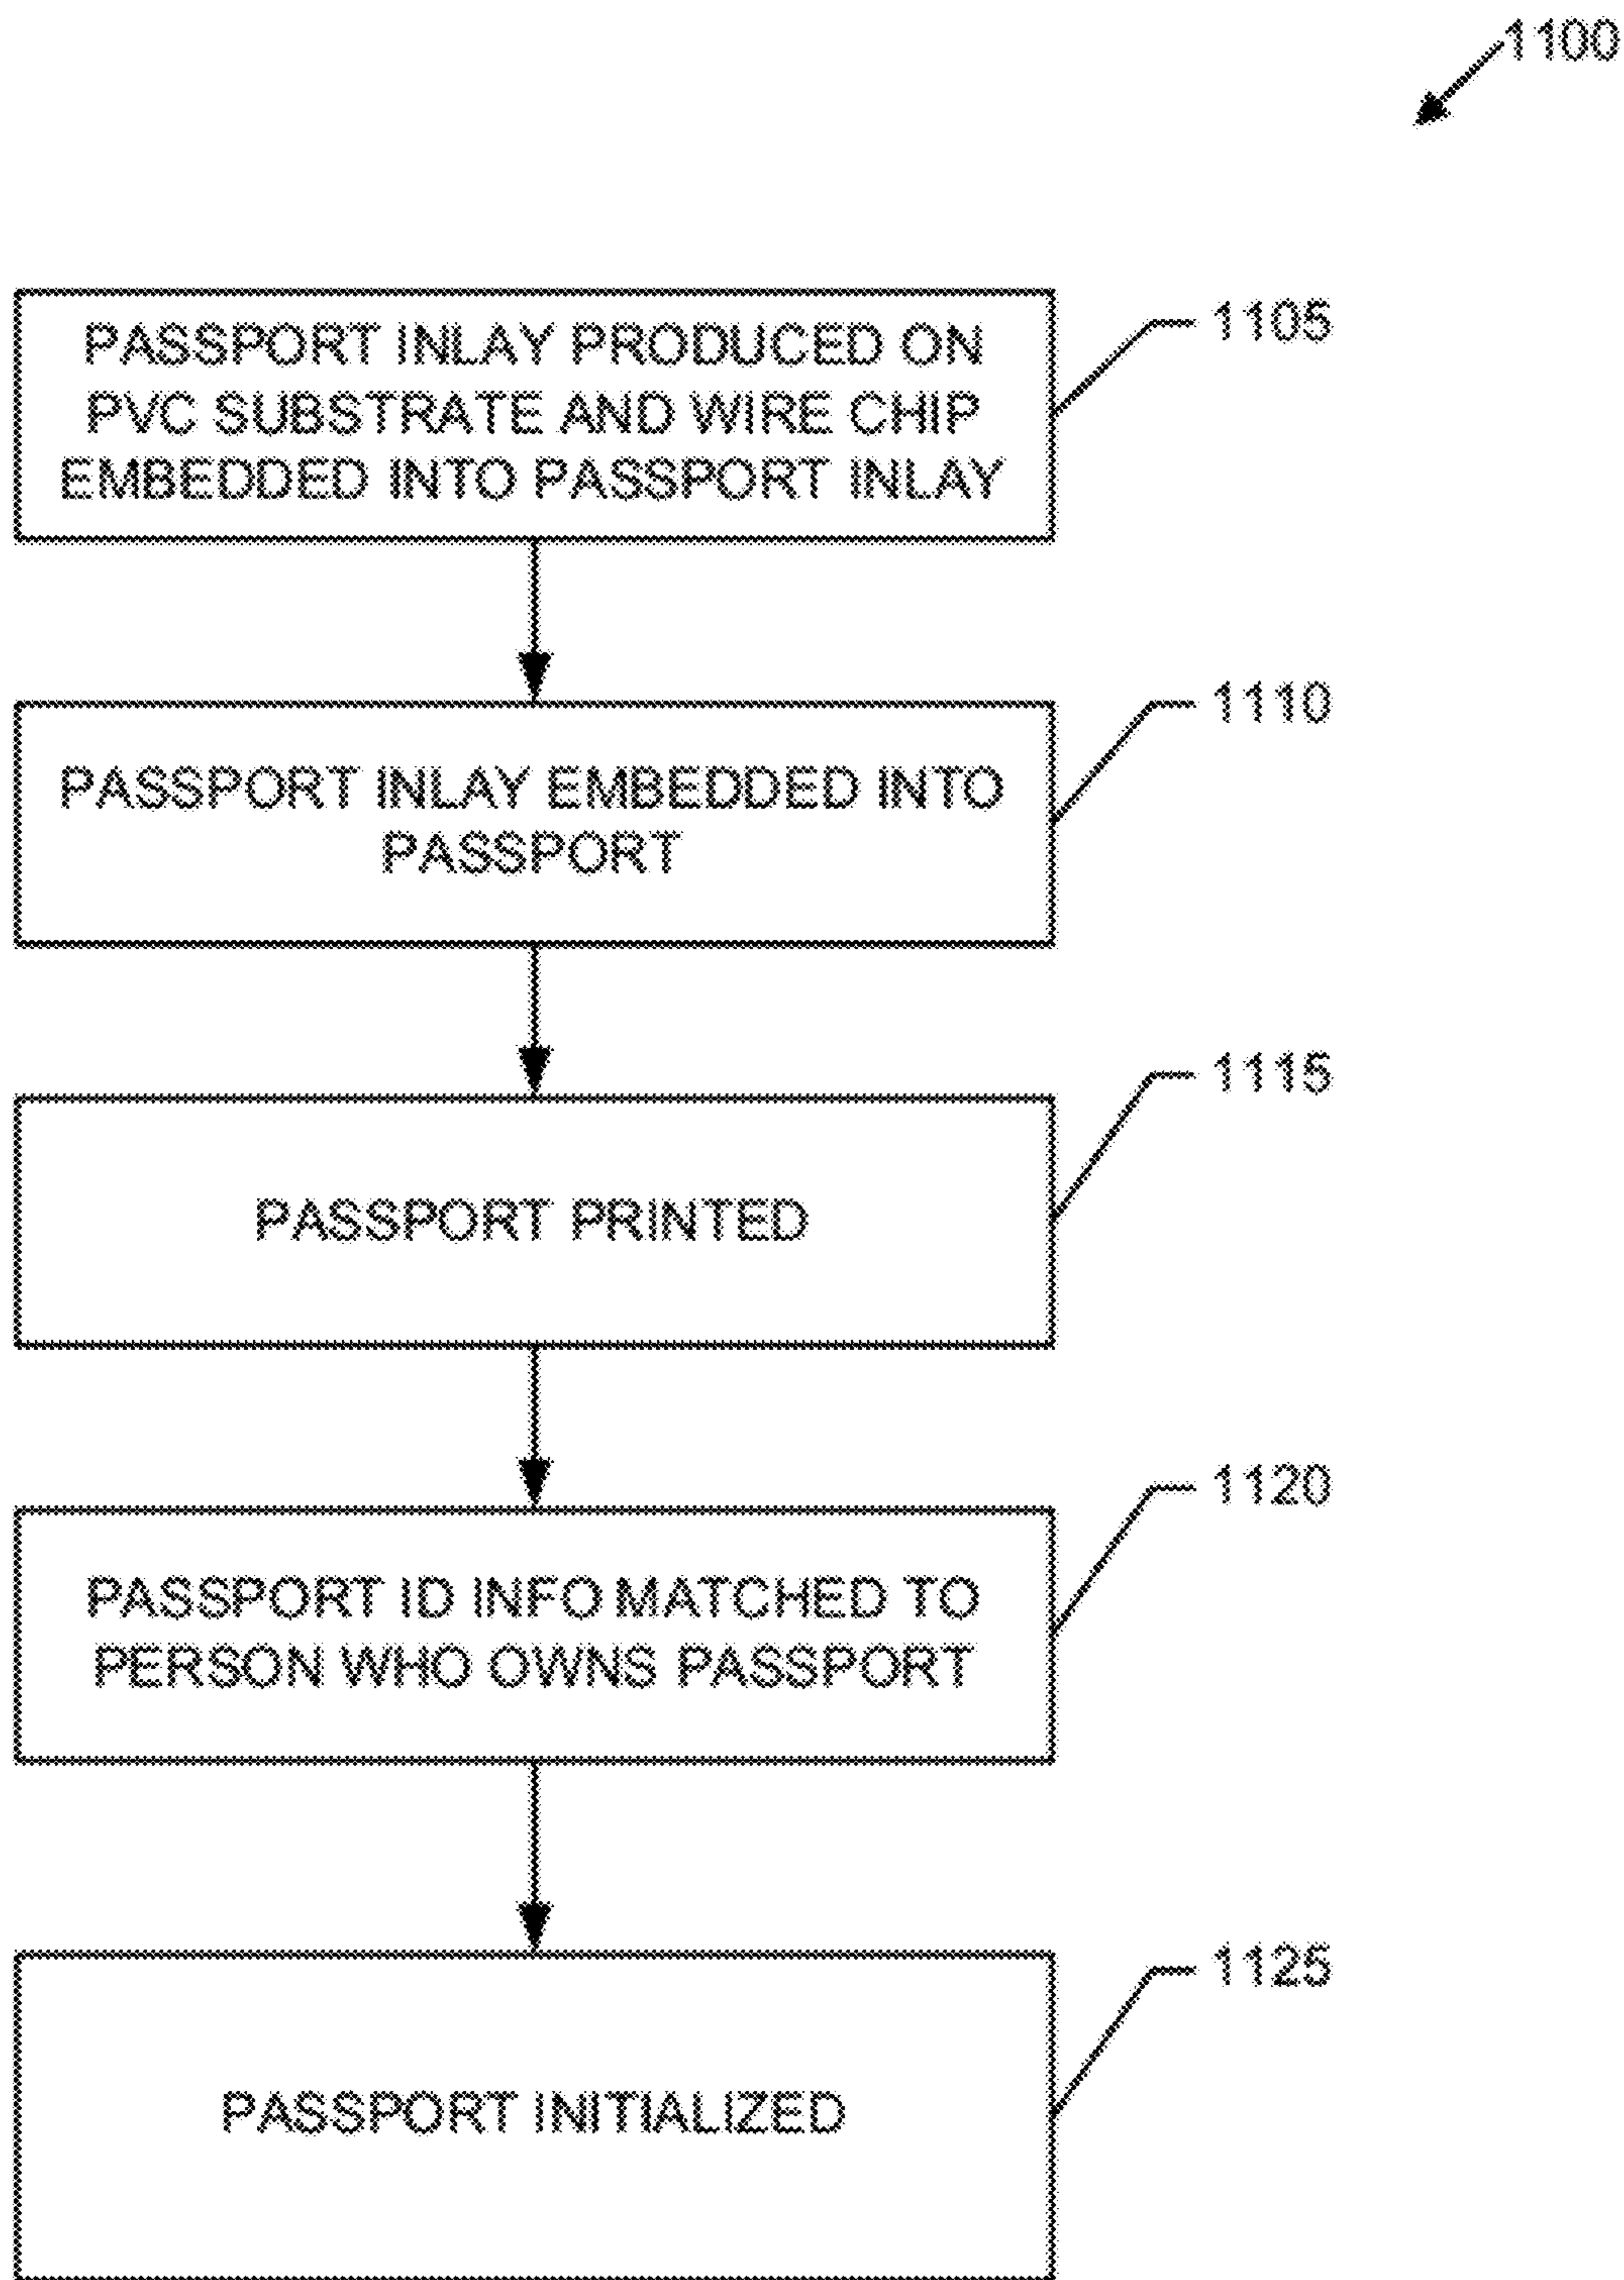 1100
PASSPORT INLAY PRODUCED ON
PVC SUBSTRATE AND WIRE CHIP
EMBEDDED INTO PASSPORT INLAY
1105
PASSPORT INLAY EMBEDDED INTO
PASSPORT
1110
PASSPORT PRINTED
1115
PASSPORT ID INFO MATCHED TO
PERSON WHO OWNS PASSPORT
1120
PASSPORT INITIALIZED
1125